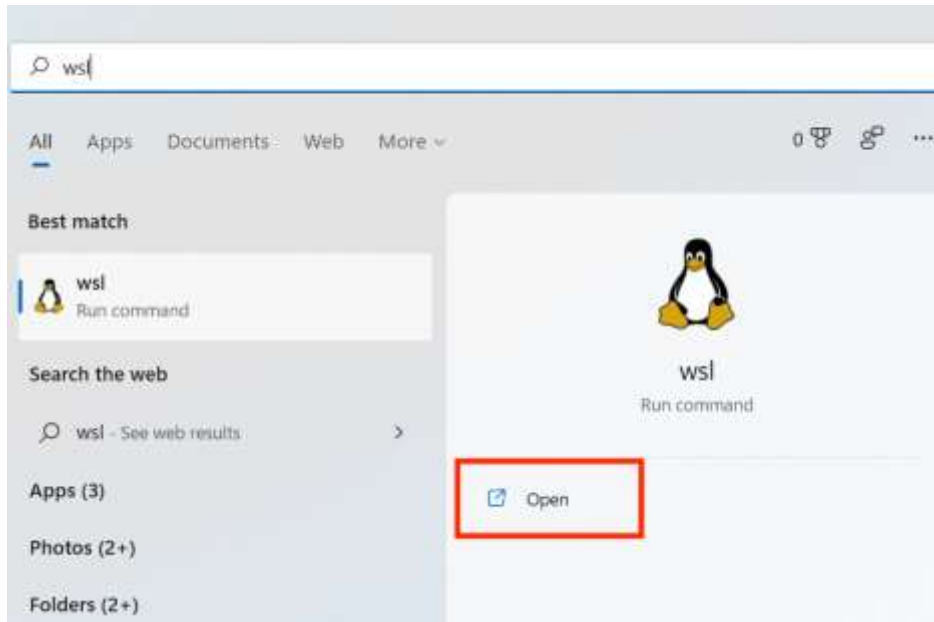 wsl
All Apps Documents Web More
0
Best match
wsl
Run command
Search the web
wsl - See web results
Apps (3)
Photos (2+)
Folders (2+)
wsl
Run command
Open